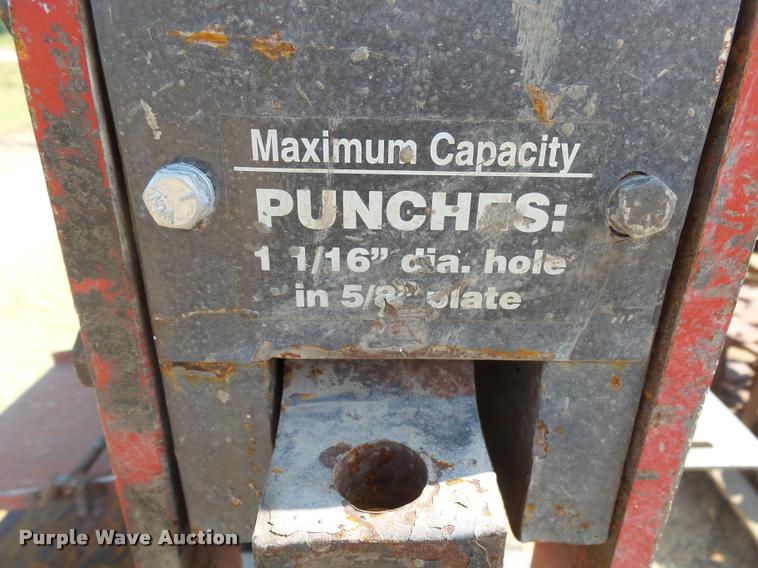 Maximum Capacity
PUNCHES:
1 1/16" dia. hole
in 5/8" plate
Purple Wave Auction